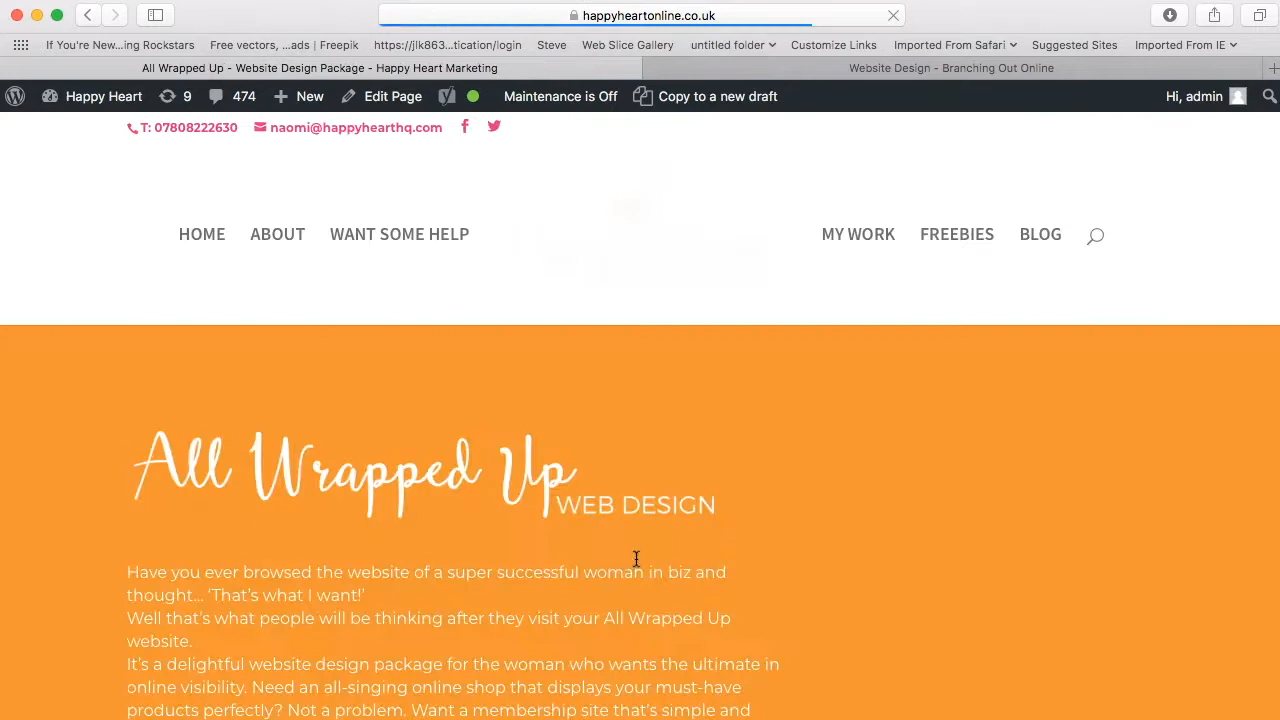 happyheartonline.co.uk
If You're New...ing Rockstars Free vectors, ...ads | Freepik https://jlk863....tication/login Steve Web Slice Gallery untitled folder Customize Links Imported From Safari Suggested Sites Imported From IE
All Wrapped Up - Website Design Package - Happy Heart Marketing Website Design - Branching Out Online
Happy Heart 9 474 New Edit Page Maintenance is Off Copy to a new draft Hi, admin
T: 07808222630 naomi@happyhearthq.com
HOME ABOUT WANT SOME HELP MY WORK FREEBIES BLOG
All Wrapped Up
WEB DESIGN
Have you ever browsed the website of a super successful woman in biz and
thought... ‘That’s what I want!’
Well that’s what people will be thinking after they visit your All Wrapped Up
website.
It’s a delightful website design package for the woman who wants the ultimate in
online visibility. Need an all-singing online shop that displays your must-have
products perfectly? Not a problem. Want a membership site that’s simple and